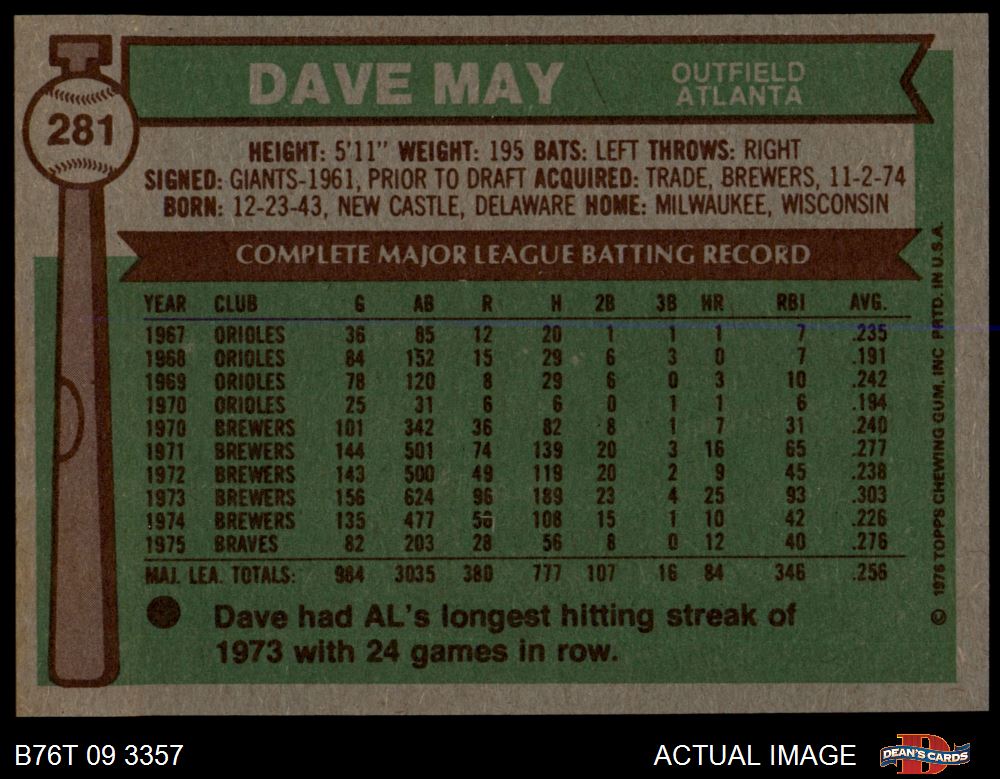 DAVE MAY
OUTFIELD
ATLANTA
281
HEIGHT: 5'11" WEIGHT: 195 BATS: LEFT THROWS: RIGHT
SIGNED: GIANTS-1961, PRIOR TO DRAFT ACQUIRED: TRADE, BREWERS, 11-2-74
BORN: 12-23-43, NEW CASTLE, DELAWARE HOME: MILWAUKEE, WISCONSIN
COMPLETE MAJOR LEAGUE BATTING RECORD
YEAR CLUB G AB R H 2B 3B HR RBI AVG.
1967 ORIOLES 36 85 12 20 1 1 1 7 .235
1968 ORIOLES 84 152 15 29 6 3 0 7 .191
1969 ORIOLES 78 120 8 29 6 0 3 10 .242
1970 ORIOLES 25 31 6 6 0 1 1 6 .194
1970 BREWERS 101 342 36 82 8 1 7 31 .240
1971 BREWERS 144 501 74 139 20 3 16 65 .277
1972 BREWERS 143 500 49 119 20 2 9 45 .238
1973 BREWERS 156 624 96 189 23 4 25 93 .303
1974 BREWERS 135 477 56 108 15 1 10 42 .226
1975 BRAVES 82 203 28 56 8 0 12 40 .276
MAJ. LEA. TOTALS: 984 3035 380 777 107 16 84 346 .256
Dave had AL's longest hitting streak of
1973 with 24 games in row.
© 1976 TOPPS CHEWING GUM, INC PRTD. IN U.S.A.
B76T 09 3357
ACTUAL IMAGE
DEAN'S CARDS